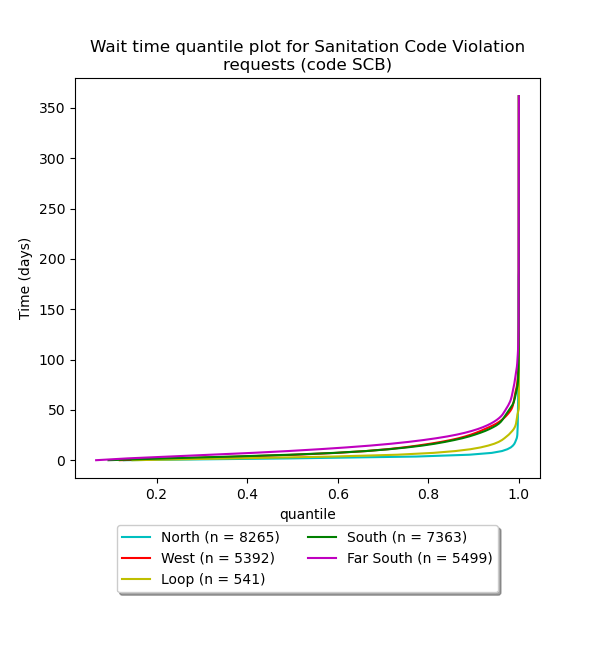 Wait time quantile plot for Sanitation Code Violation
requests (code SCB)
350
300
250
200
150
100
50
0
Time (days)
0.2 0.4 0.6 0.8 1.0
quantile
North (n = 8265)
West (n = 5392)
Loop (n = 541)
South (n = 7363)
Far South (n = 5499)